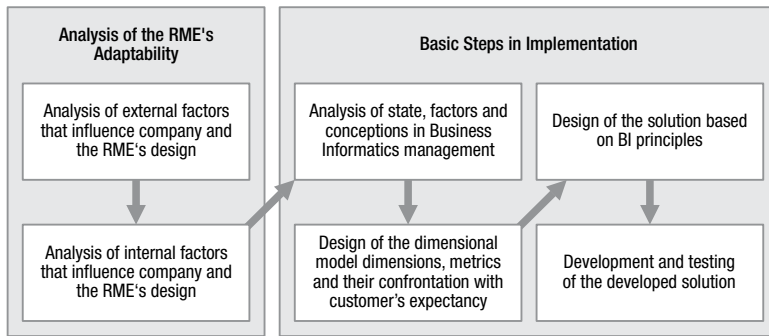 Analysis of the RME's
Adaptability
Analysis of external factors
that influence company and
the RME‘s design
Analysis of internal factors
that influence company and
the RME‘s design
Basic Steps in Implementation
Analysis of state, factors and
conceptions in Business
Informatics management
Design of the dimensional
model dimensions, metrics
and their confrontation with
customer’s expectancy
Design of the solution based
on BI principles
Development and testing
of the developed solution